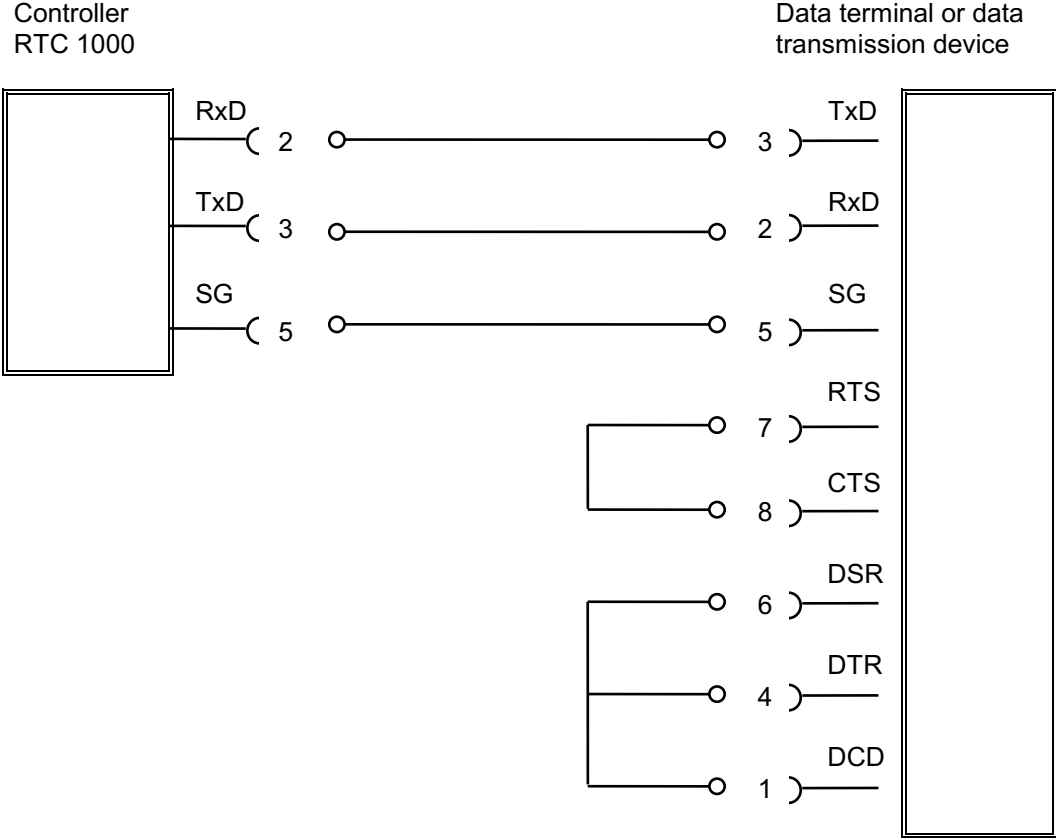 Controller
RTC 1000
Data terminal or data
transmission device
RxD
2
3
TxD
TxD
3
2
RxD
SG
5
5
SG
7
RTS
8
CTS
6
DSR
4
DTR
1
DCD